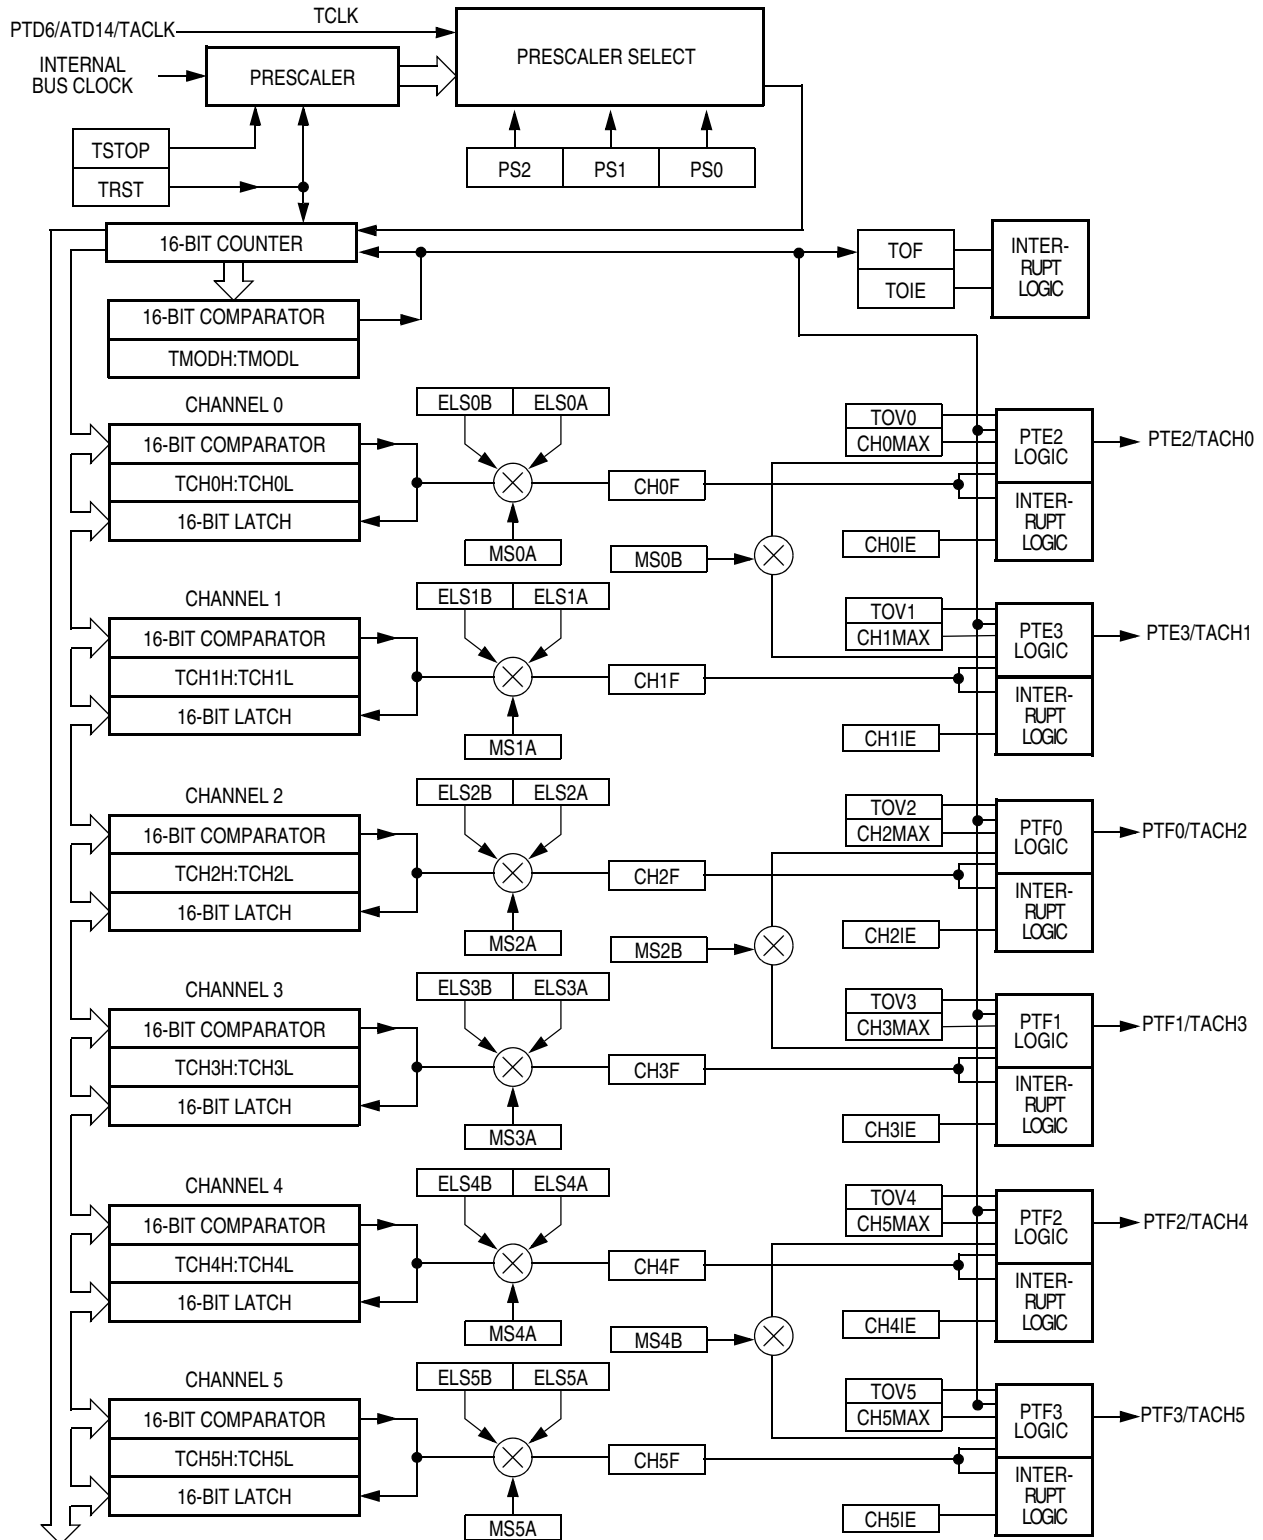 TCLK
PTD6/ATD14/TACLK
PRESCALER SELECT
INTERNAL
BUS CLOCK
PRESCALER
TSTOP
TRST
PS2
PS1
PS0
16-BIT COUNTER
16-BIT COMPARATOR
TMODH:TMODL
TOF
TOIE
INTER-
RUPT
LOGIC
CHANNEL 0
16-BIT COMPARATOR
TCH0H:TCH0L
16-BIT LATCH
ELS0B
ELS0A
MS0A
CH0F
MS0B
TOV0
CH0MAX
CH0IE
PTE2
LOGIC
INTER-
RUPT
LOGIC
PTE2/TACH0
CHANNEL 1
16-BIT COMPARATOR
TCH1H:TCH1L
16-BIT LATCH
ELS1B
ELS1A
MS1A
CH1F
TOV1
CH1MAX
CH1IE
PTE3
LOGIC
INTER-
RUPT
LOGIC
PTE3/TACH1
CHANNEL 2
16-BIT COMPARATOR
TCH2H:TCH2L
16-BIT LATCH
ELS2B
ELS2A
MS2A
CH2F
MS2B
TOV2
CH2MAX
CH2IE
PTF0
LOGIC
INTER-
RUPT
LOGIC
PTF0/TACH2
CHANNEL 3
16-BIT COMPARATOR
TCH3H:TCH3L
16-BIT LATCH
ELS3B
ELS3A
MS3A
CH3F
TOV3
CH3MAX
CH3IE
PTF1
LOGIC
INTER-
RUPT
LOGIC
PTF1/TACH3
CHANNEL 4
16-BIT COMPARATOR
TCH4H:TCH4L
16-BIT LATCH
ELS4B
ELS4A
MS4A
CH4F
MS4B
TOV4
CH5MAX
CH4IE
PTF2
LOGIC
INTER-
RUPT
LOGIC
PTF2/TACH4
CHANNEL 5
16-BIT COMPARATOR
TCH5H:TCH5L
16-BIT LATCH
ELS5B
ELS5A
MS5A
CH5F
TOV5
CH5MAX
CH5IE
PTF3
LOGIC
INTER-
RUPT
LOGIC
PTF3/TACH5